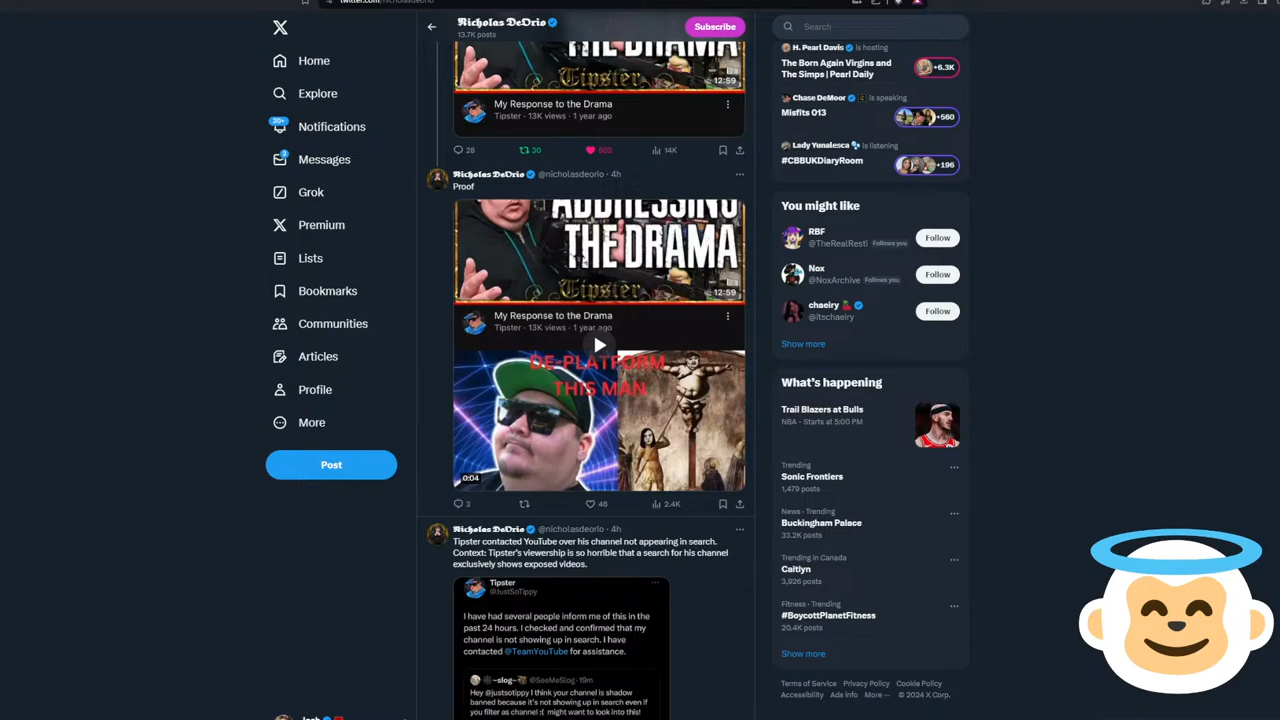 twitter.com/nicholasdeorio
Home
Explore
20+
Notifications
2
Messages
Grok
Premium
Lists
Bookmarks
Communities
Articles
Profile
More
Post
Nicholas DeOrio
13.7K posts
Subscribe
THE DRAMA
Tipster
12:59
My Response to the Drama
Tipster · 13K views · 1 year ago
28
30
502
14K
Nicholas DeOrio @nicholasdeorio · 4h
Proof
ADDRESSING
THE DRAMA
Tipster
12:59
My Response to the Drama
Tipster · 13K views · 1 year ago
DE-PLATFORM
THIS MAN
0:04
3
46
2.4K
Nicholas DeOrio @nicholasdeorio · 4h
Tipster contacted YouTube over his channel not appearing in search.
Context: Tipster's viewership is so horrible that a search for his channel
exclusively shows exposed videos.
Tipster
@JustSoTippy
I have had several people inform me of this in the
past 24 hours. I checked and confirmed that my
channel is not showing up in search. I have
contacted @TeamYouTube for assistance.
~slog~ @SeeMeSlog · 19m
Hey @justsotippy I think your channel is shadow
banned because it's not showing up in search even if
you filter as channel :( might want to look into this!
Search
H. Pearl Davis is hosting
The Born Again Virgins and
The Simps | Pearl Daily
+6.3K
Chase DeMoor is speaking
Misfits 013
+560
Lady Yunalesca is listening
#CBBUKDiaryRoom
+196
You might like
RBF
@TheRealResti Follows you
Follow
Nox
@NoxArchive Follows you
Follow
chaeiry
@itschaeiry
Follow
Show more
What's happening
Trail Blazers at Bulls
NBA · Starts at 5:00 PM
Trending
Sonic Frontiers
1,479 posts
News · Trending
Buckingham Palace
33.2K posts
Trending in Canada
Caitlyn
3,926 posts
Fitness · Trending
#BoycottPlanetFitness
20.4K posts
Show more
Terms of Service Privacy Policy Cookie Policy
Accessibility Ads info More ··· © 2024 X Corp.